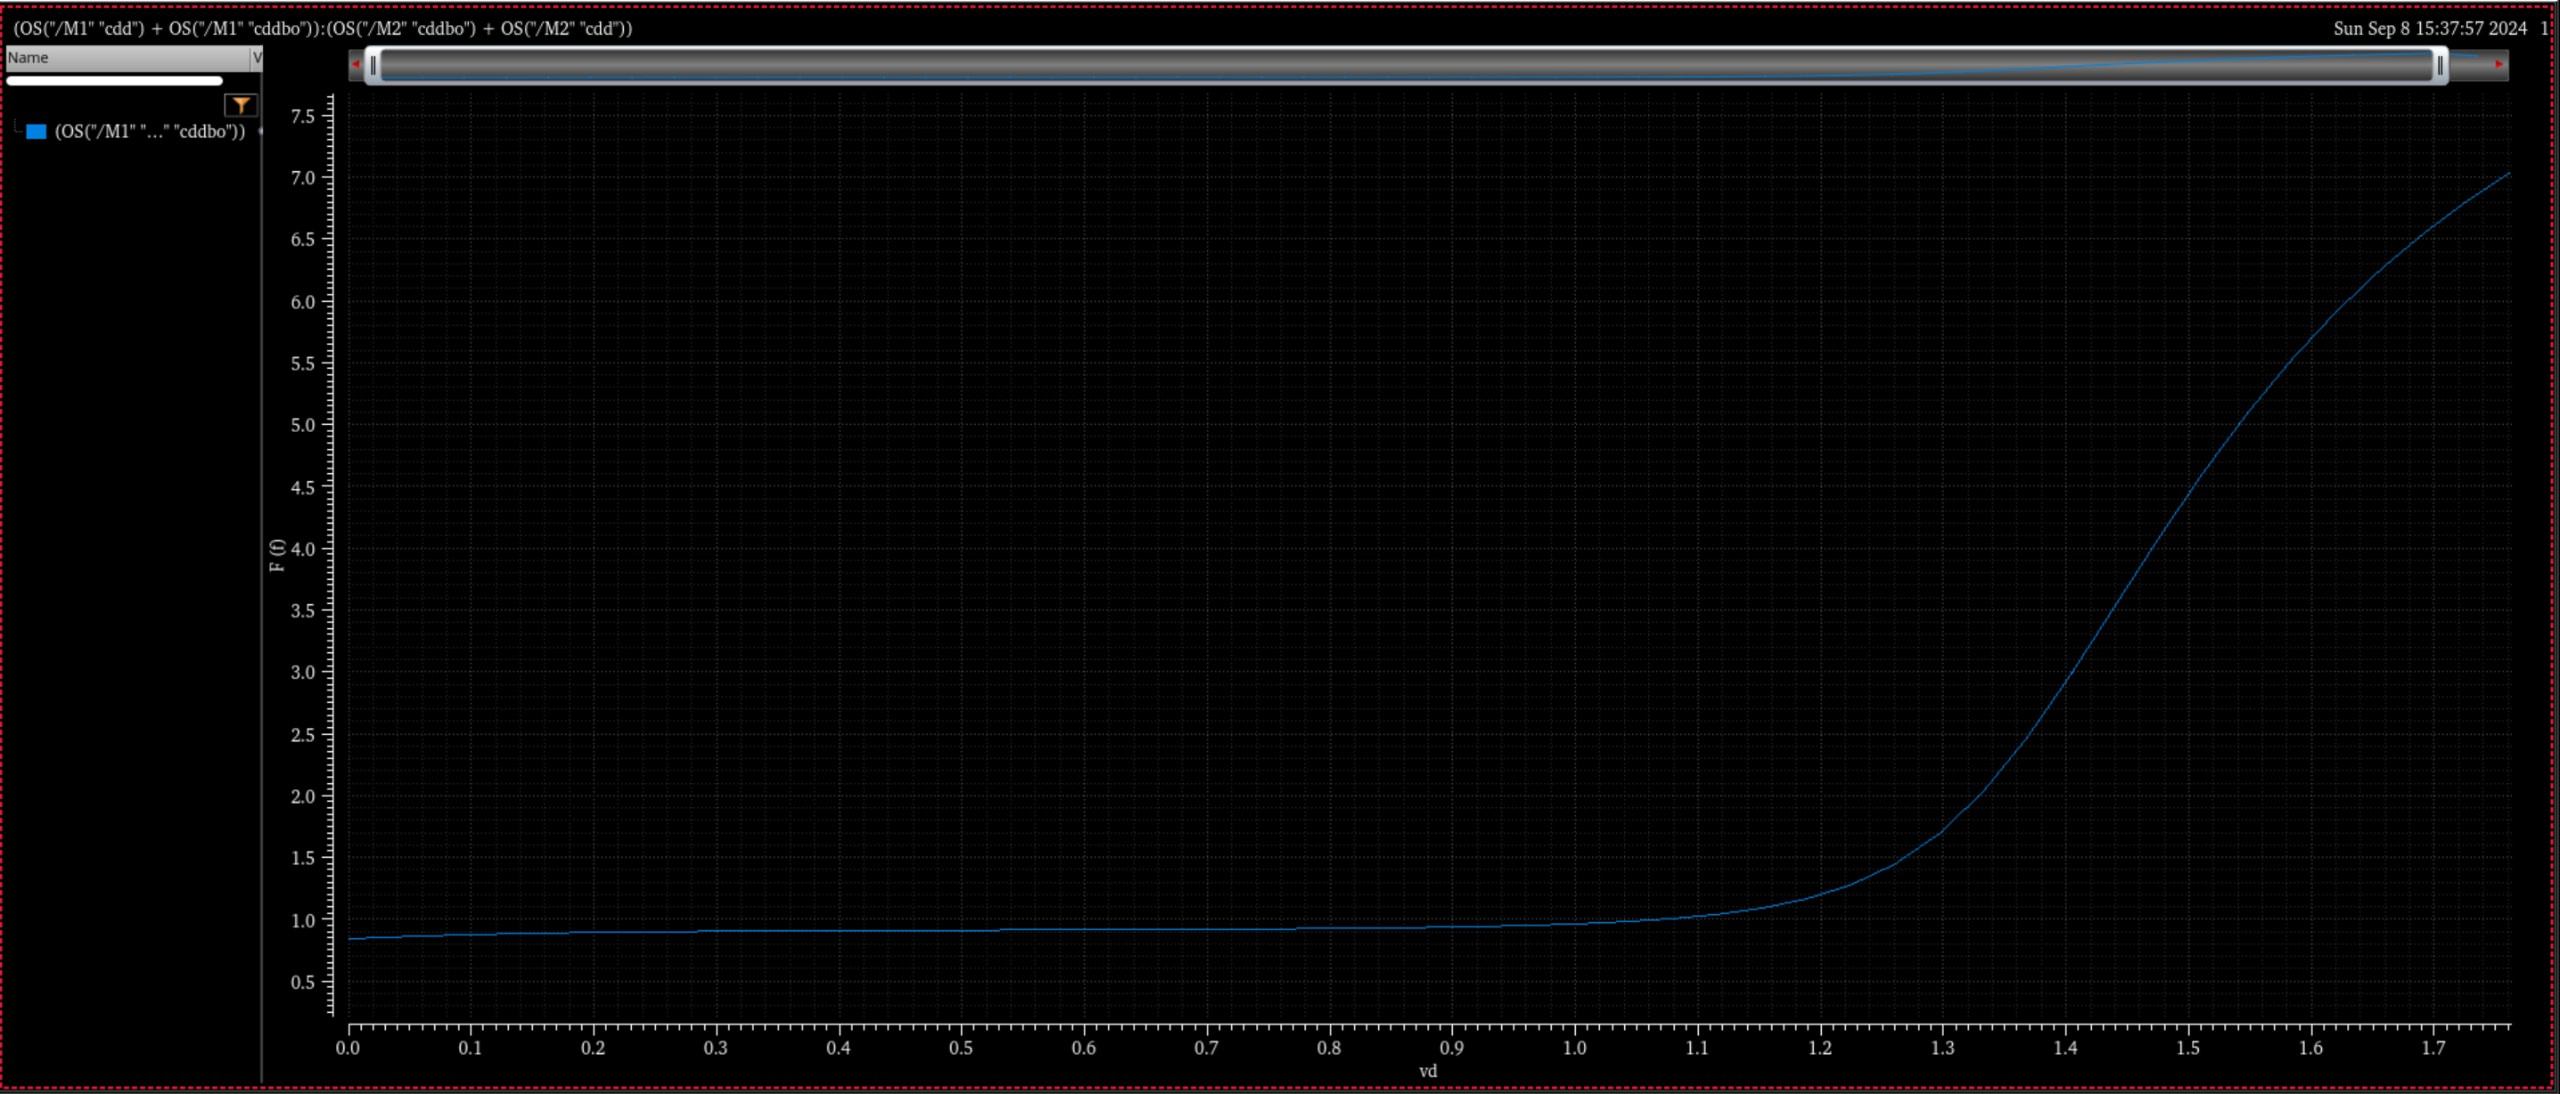 (OS("/M1" "cdd") + OS("/M1" "cddbo")):(OS("/M2" "cddbo") + OS("/M2" "cdd"))
Sun Sep 8 15:37:57 2024 1
Name V
(OS("/M1" "..." "cddbo"))
7.5
7.0
6.5
6.0
5.5
5.0
4.5
4.0
3.5
3.0
2.5
2.0
1.5
1.0
0.5
F (f)
0.0 0.1 0.2 0.3 0.4 0.5 0.6 0.7 0.8 0.9 1.0 1.1 1.2 1.3 1.4 1.5 1.6 1.7
vd